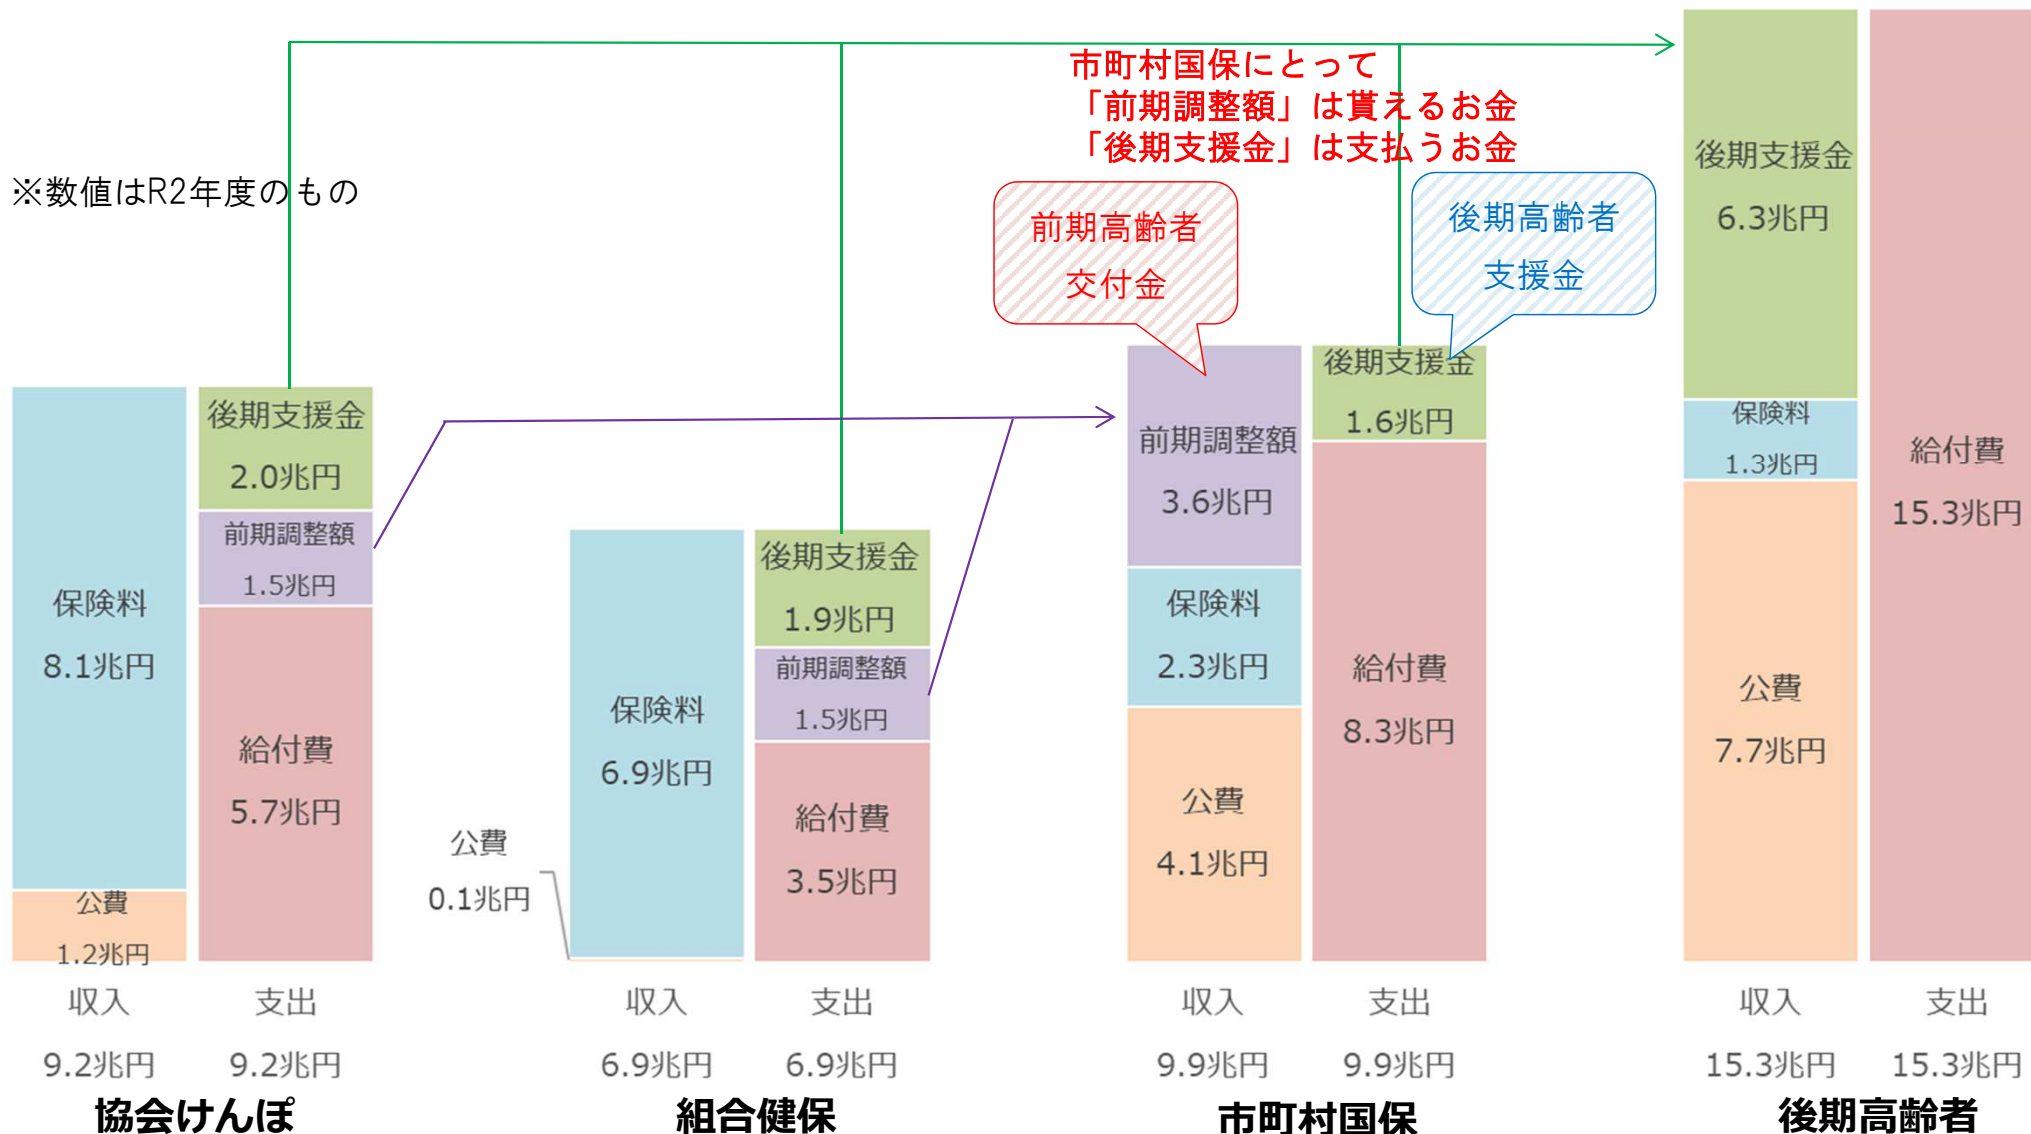 市町村国保にとって
「前期調整額」は貰えるお金
「後期支援金」は支払うお金
※数値はR2年度のもの
前期高齢者
交付金
後期高齢者
支援金
後期支援金
2.0兆円
前期調整額
1.5兆円
保険料
8.1兆円
給付費
5.7兆円
公費
1.2兆円
収入
支出
9.2兆円
9.2兆円
協会けんぽ
後期支援金
1.9兆円
前期調整額
1.5兆円
保険料
6.9兆円
給付費
3.5兆円
公費
0.1兆円
収入
支出
6.9兆円
6.9兆円
組合健保
前期調整額
3.6兆円
後期支援金
1.6兆円
保険料
2.3兆円
給付費
8.3兆円
公費
4.1兆円
収入
支出
9.9兆円
9.9兆円
市町村国保
後期支援金
6.3兆円
保険料
1.3兆円
給付費
15.3兆円
公費
7.7兆円
収入
支出
15.3兆円
15.3兆円
後期高齢者